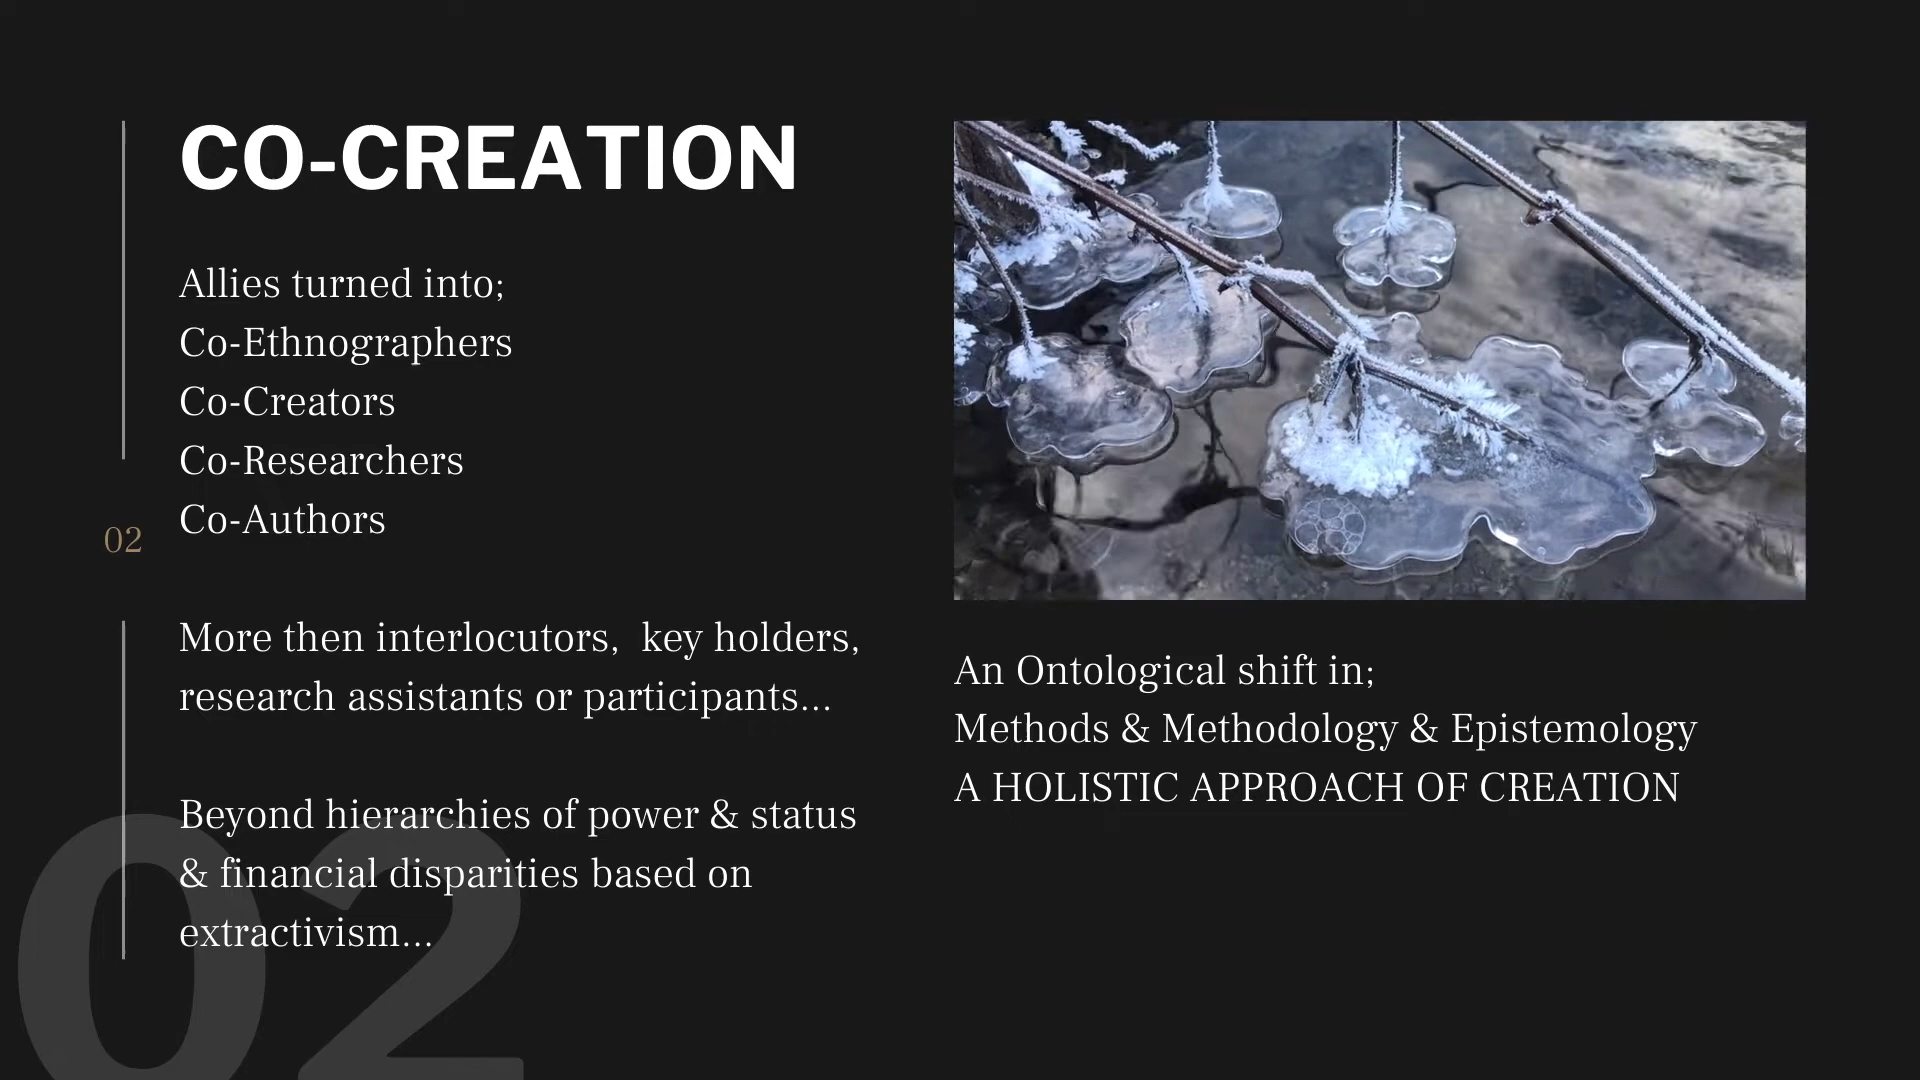 CO-CREATION
Allies turned into;
Co-Ethnographers
Co-Creators
Co-Researchers
Co-Authors
02
More then interlocutors,  key holders,
research assistants or participants...
Beyond hierarchies of power & status
& financial disparities based on
extractivism...
02
An Ontological shift in;
Methods & Methodology & Epistemology
A HOLISTIC APPROACH OF CREATION